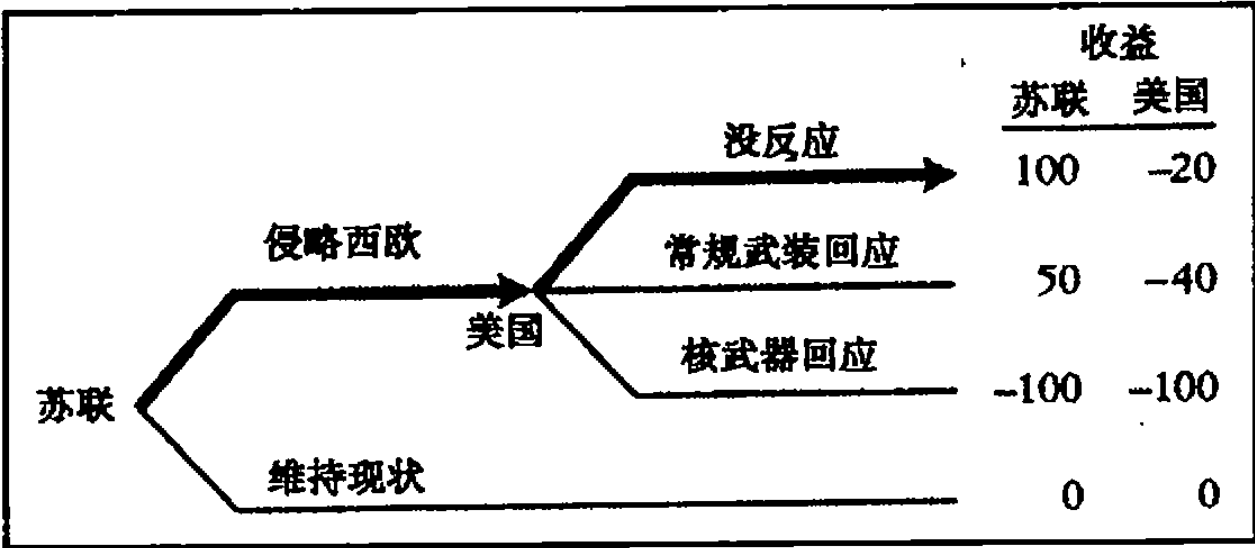 收益
苏联 美国
没反应 100 –20
侵略西欧
常规武装回应 50 –40
美国
核武器回应 –100 –100
苏联
维持现状 0 0